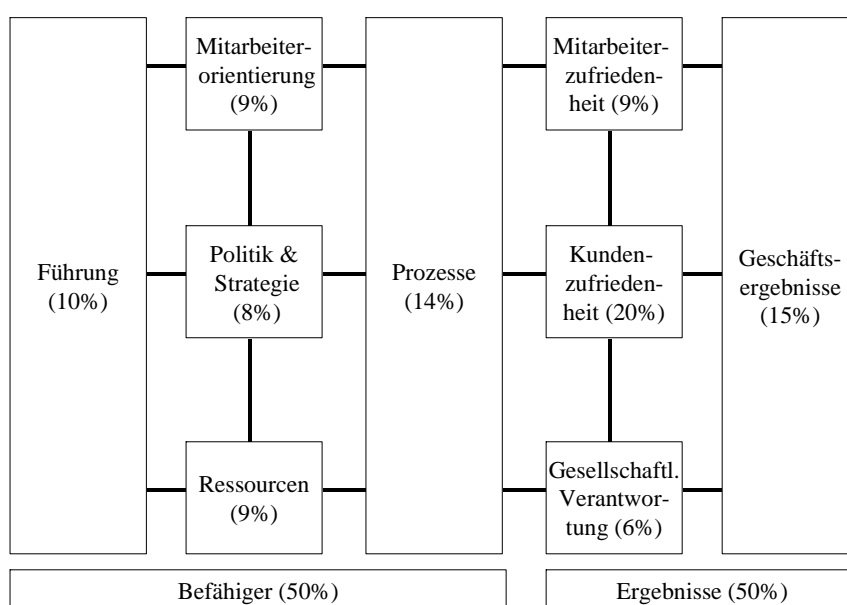 Führung
(10%)
Mitarbeiter-
orientierung
(9%)
Politik &
Strategie
(8%)
Ressourcen
(9%)
Prozesse
(14%)
Mitarbeiter-
zufrieden-
heit (9%)
Kunden-
zufrieden-
heit (20%)
Gesellschaftl.
Verantwor-
tung (6%)
Geschäfts-
ergebnisse
(15%)
Befähiger (50%)
Ergebnisse (50%)